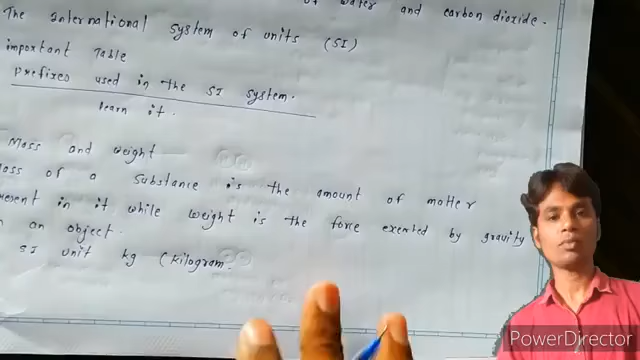 of water and carbon dioxide.
The International System of units (SI)
important Table
Prefixes used in the SI system.
learn it.
Mass and weight
Mass of a substance is the amount of matter
present in it while weight is the force exerted by gravity
on an object.
SI unit kg (kilogram.
PowerDirector